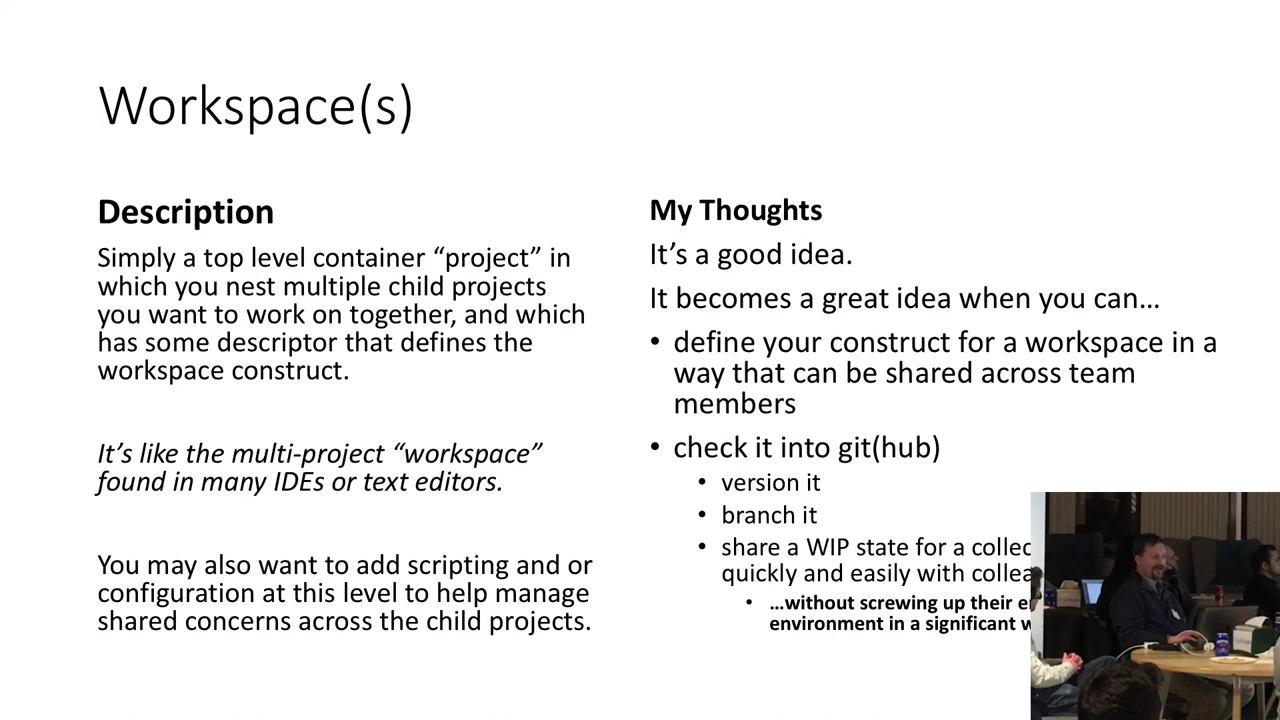 Workspace(s)
Description
Simply a top level container “project” in
which you nest multiple child projects
you want to work on together, and which
has some descriptor that defines the
workspace construct.
It’s like the multi-project “workspace”
found in many IDEs or text editors.
You may also want to add scripting and or
configuration at this level to help manage
shared concerns across the child projects.
My Thoughts
It’s a good idea.
It becomes a great idea when you can…
• define your construct for a workspace in a
way that can be shared across team
members
• check it into git(hub)
• version it
• branch it
• share a WIP state for a
quickly and easily with
• …without screwing up their
environment in a significant